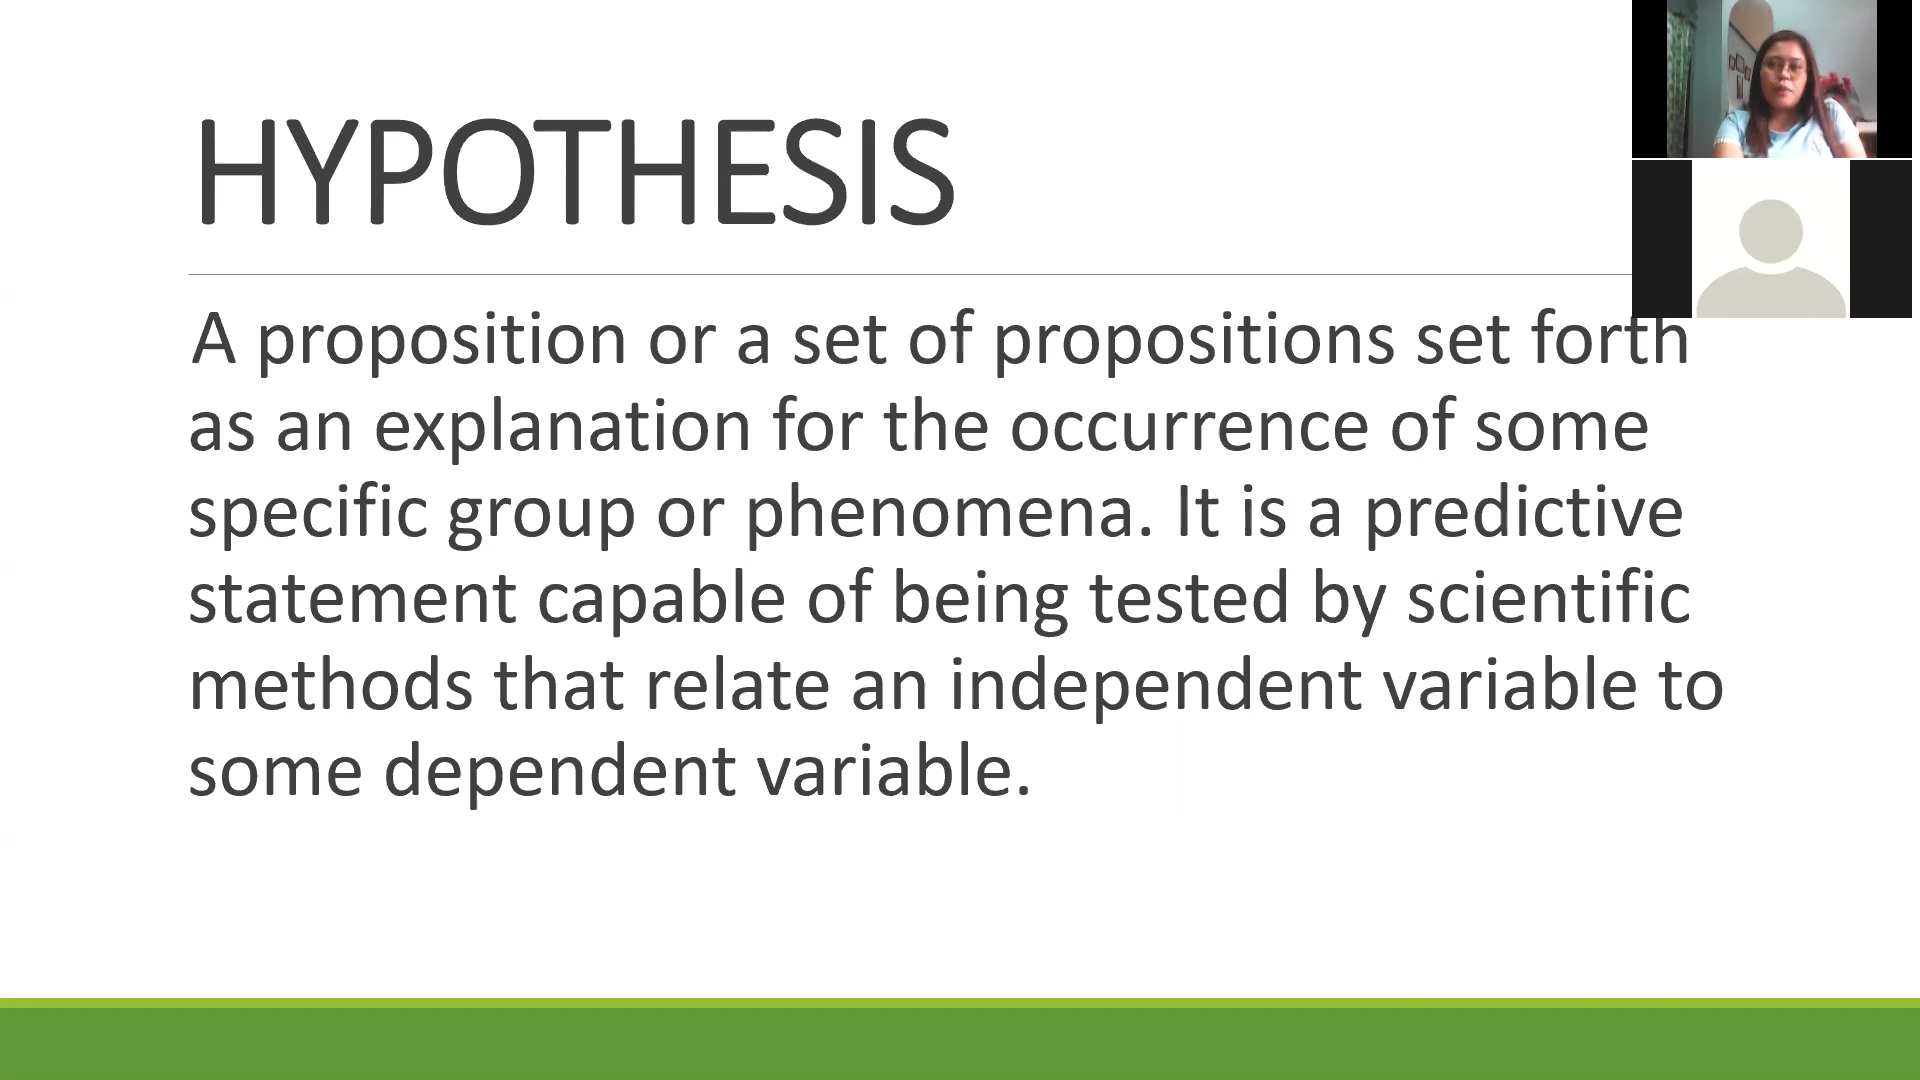 HYPOTHESIS
A proposition or a set of propositions set forth
as an explanation for the occurrence of some
specific group or phenomena. It is a predictive
statement capable of being tested by scientific
methods that relate an independent variable to
some dependent variable.